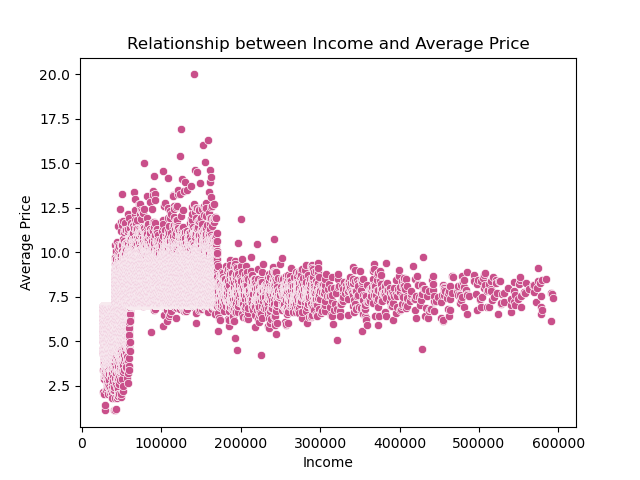 Relationship between Income and Average Price
20.0
17.5
15.0
12.5
10.0
7.5
5.0
2.5
Average Price
0 100000 200000 300000 400000 500000 600000
Income